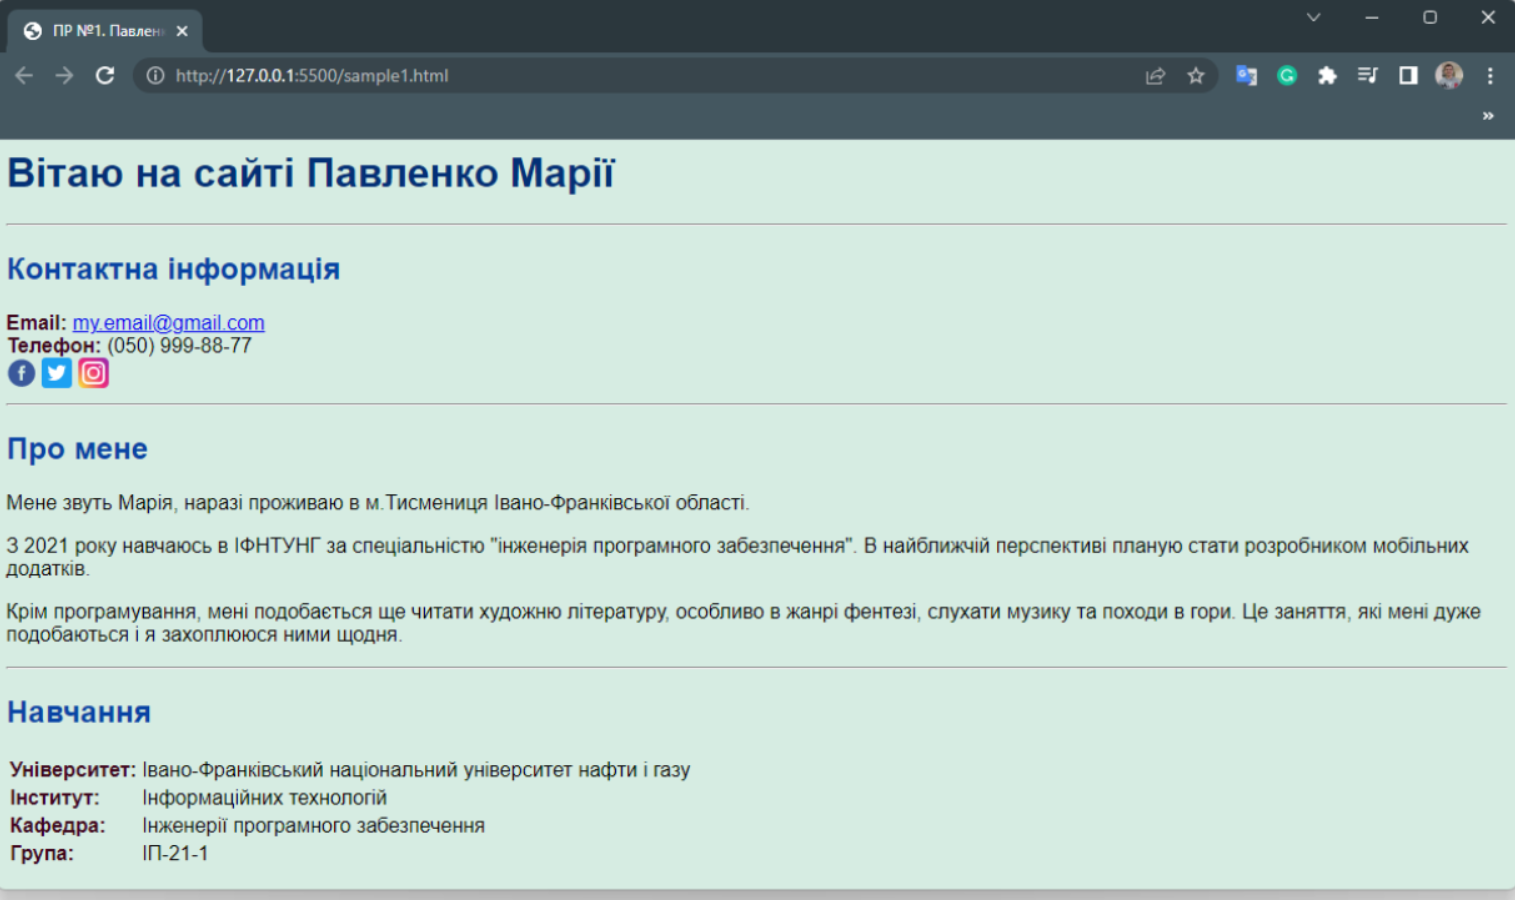 ПР №1. Павлен
http://127.0.0.1:5500/sample1.html
»
Вітаю на сайті Павленко Марії
Контактна інформація
Email: my.email@gmail.com
Телефон: (050) 999-88-77
Про мене
Мене звуть Марія, наразі проживаю в м.Тисмениця Івано-Франківської області.
З 2021 року навчаюсь в ІФНТУНГ за спеціальністю "інженерія програмного забезпечення". В найближчій перспективі планую стати розробником мобільних
додатків.
Крім програмування, мені подобається ще читати художню літературу, особливо в жанрі фентезі, слухати музику та походи в гори. Це заняття, які мені дуже
подобаються і я захоплююся ними щодня.
Навчання
Університет: Івано-Франківський національний університет нафти і газу
Інститут: Інформаційних технологій
Кафедра: Інженерії програмного забезпечення
Група: ІП-21-1